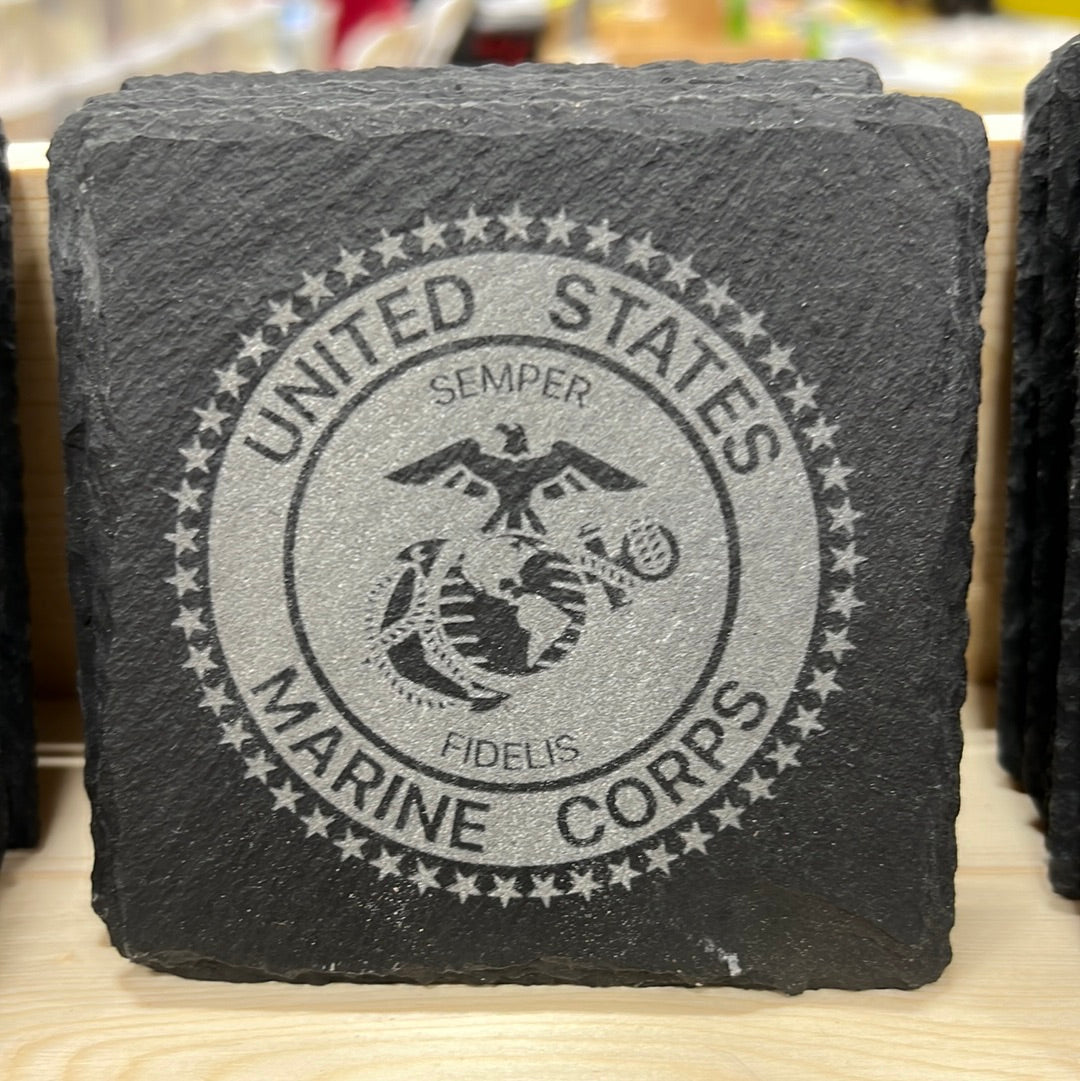 UNITED STATES
SEMPER
FIDELIS
MARINE CORPS